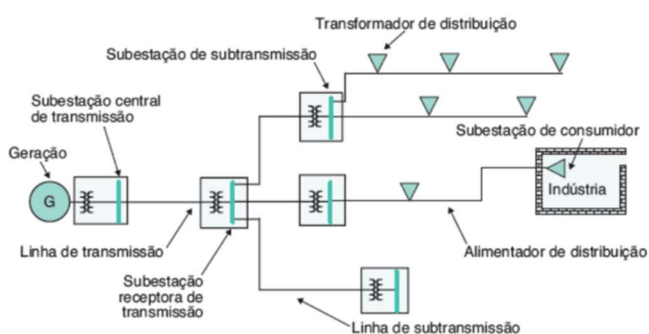 Transformador de distribuição
Subestação de subtransmissão
Subestação central
de transmissão
Subestação de consumidor
Geração
G
Indústria
Linha de transmissão
Alimentador de distribuição
Subestação
receptora de
transmissão
Linha de subtransmissão